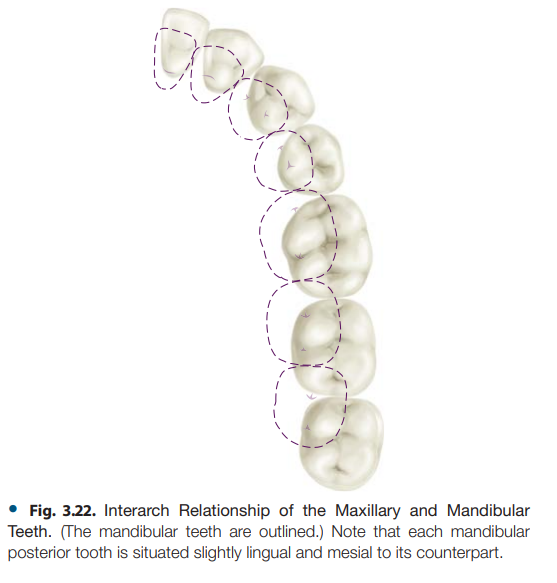 • Fig. 3.22. Interarch Relationship of the Maxillary and Mandibular
Teeth. (The mandibular teeth are outlined.) Note that each mandibular
posterior tooth is situated slightly lingual and mesial to its counterpart.